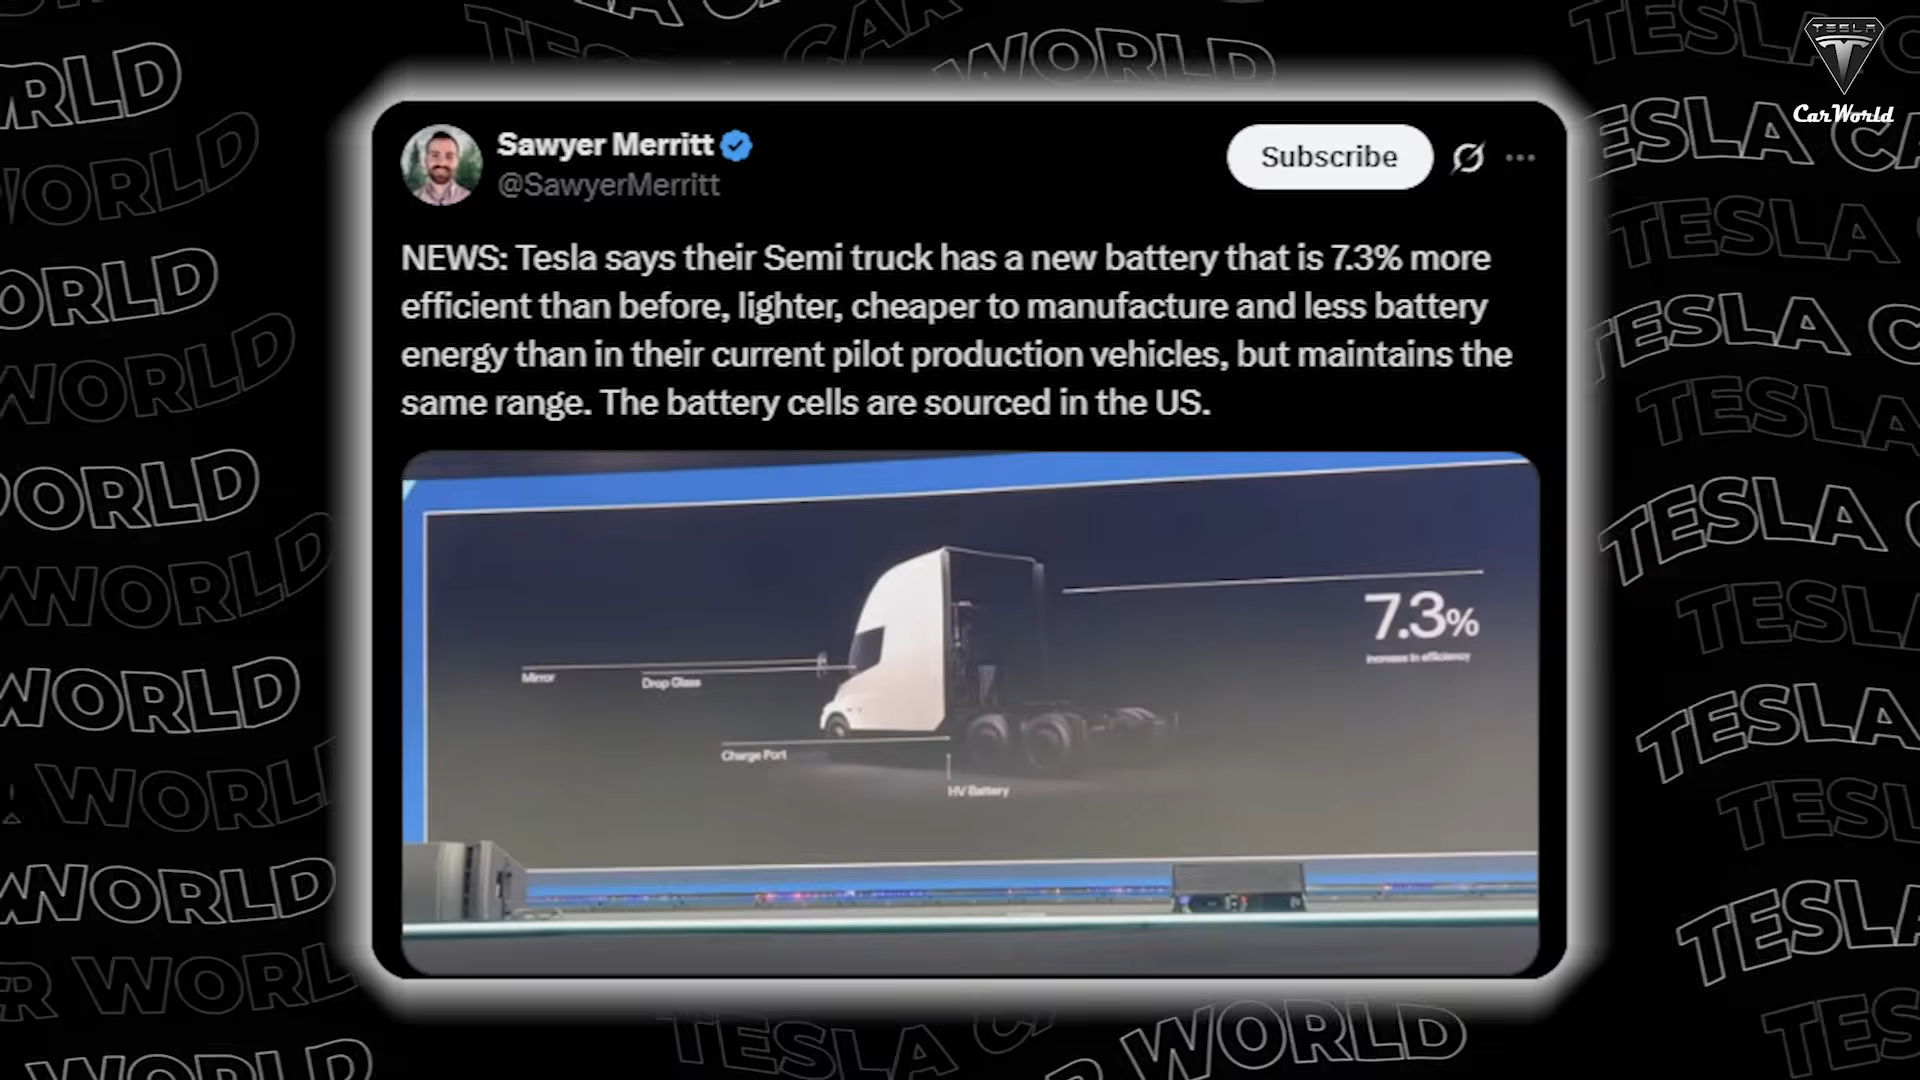 TESLA
Car World
Sawyer Merritt
@SawyerMerritt
Subscribe
NEWS: Tesla says their Semi truck has a new battery that is 7.3% more
efficient than before, lighter, cheaper to manufacture and less battery
energy than in their current pilot production vehicles, but maintains the
same range. The battery cells are sourced in the US.
7.3%
Increase in efficiency
Mirror
Drop Glass
Charge Port
HV Battery
TESLA CAR WORLD